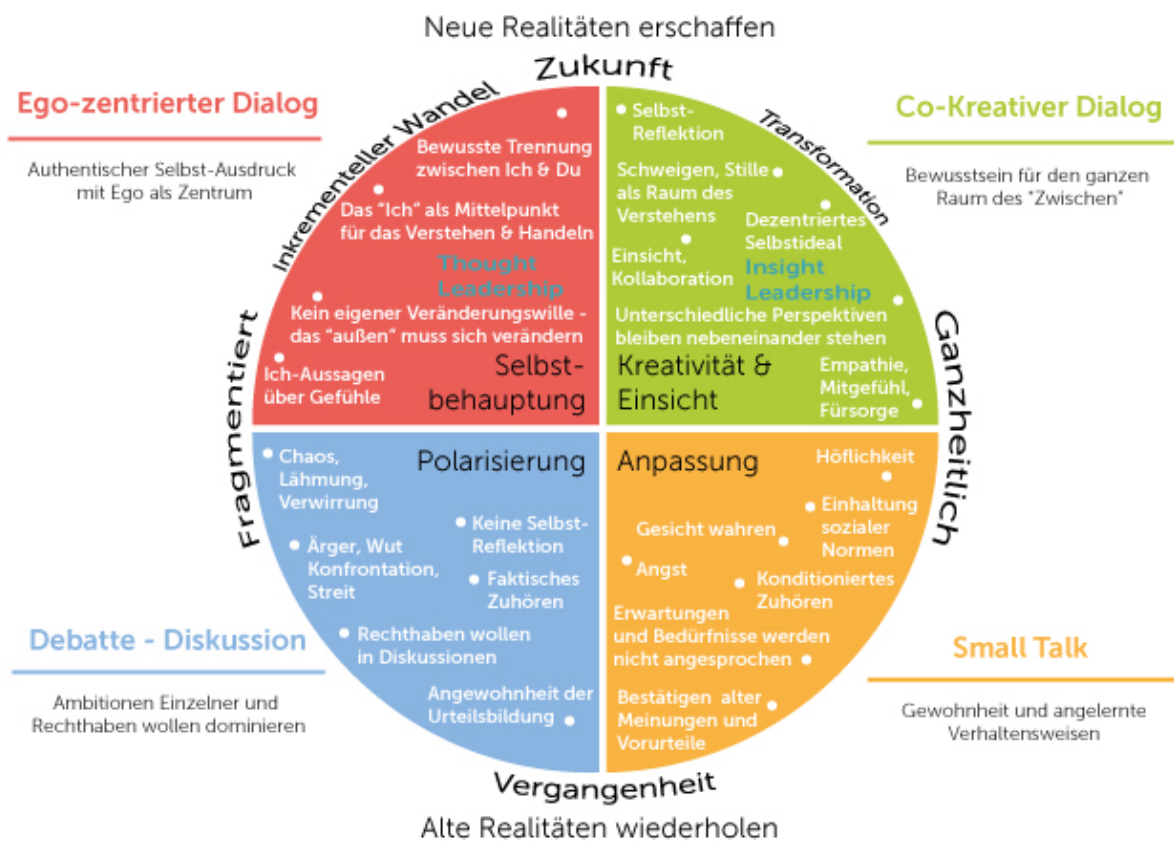 Neue Realitäten erschaffen
Zukunft
Ego-zentrierter Dialog
Authentischer Selbst-Ausdruck
mit Ego als Zentrum
Co-Kreativer Dialog
Bewusstsein für den ganzen
Raum des "Zwischen"
Inkrementeller Wandel
Transformation
Fragmentiert
Ganzheitlich
Bewusste Trennung
zwischen Ich & Du
Das "Ich" als Mittelpunkt
für das Verstehen & Handeln
Thought
Leadership
Kein eigener Veränderungswille -
das "außen" muss sich verändern
Ich-Aussagen
über Gefühle
Selbst-
behauptung
Selbst-
Reflektion
Schweigen, Stille
als Raum des
Verstehens
Dezentriertes
Selbstideal
Einsicht,
Kollaboration
Insight
Leadership
Unterschiedliche Perspektiven
bleiben nebeneinander stehen
Kreativität &
Einsicht
Empathie,
Mitgefühl,
Fürsorge
Polarisierung
Chaos,
Lähmung,
Verwirrung
Keine Selbst-
Reflektion
Ärger, Wut
Konfrontation,
Streit
Faktisches
Zuhören
Rechthaben wollen
in Diskussionen
Angewohnheit der
Urteilsbildung
Anpassung
Höflichkeit
Einhaltung
sozialer
Normen
Gesicht wahren
Angst
Konditioniertes
Zuhören
Erwartungen
und Bedürfnisse werden
nicht angesprochen
Bestätigen alter
Meinungen und
Vorurteile
Debatte - Diskussion
Ambitionen Einzelner und
Rechthaben wollen dominieren
Small Talk
Gewohnheit und angelernte
Verhaltensweisen
Vergangenheit
Alte Realitäten wiederholen